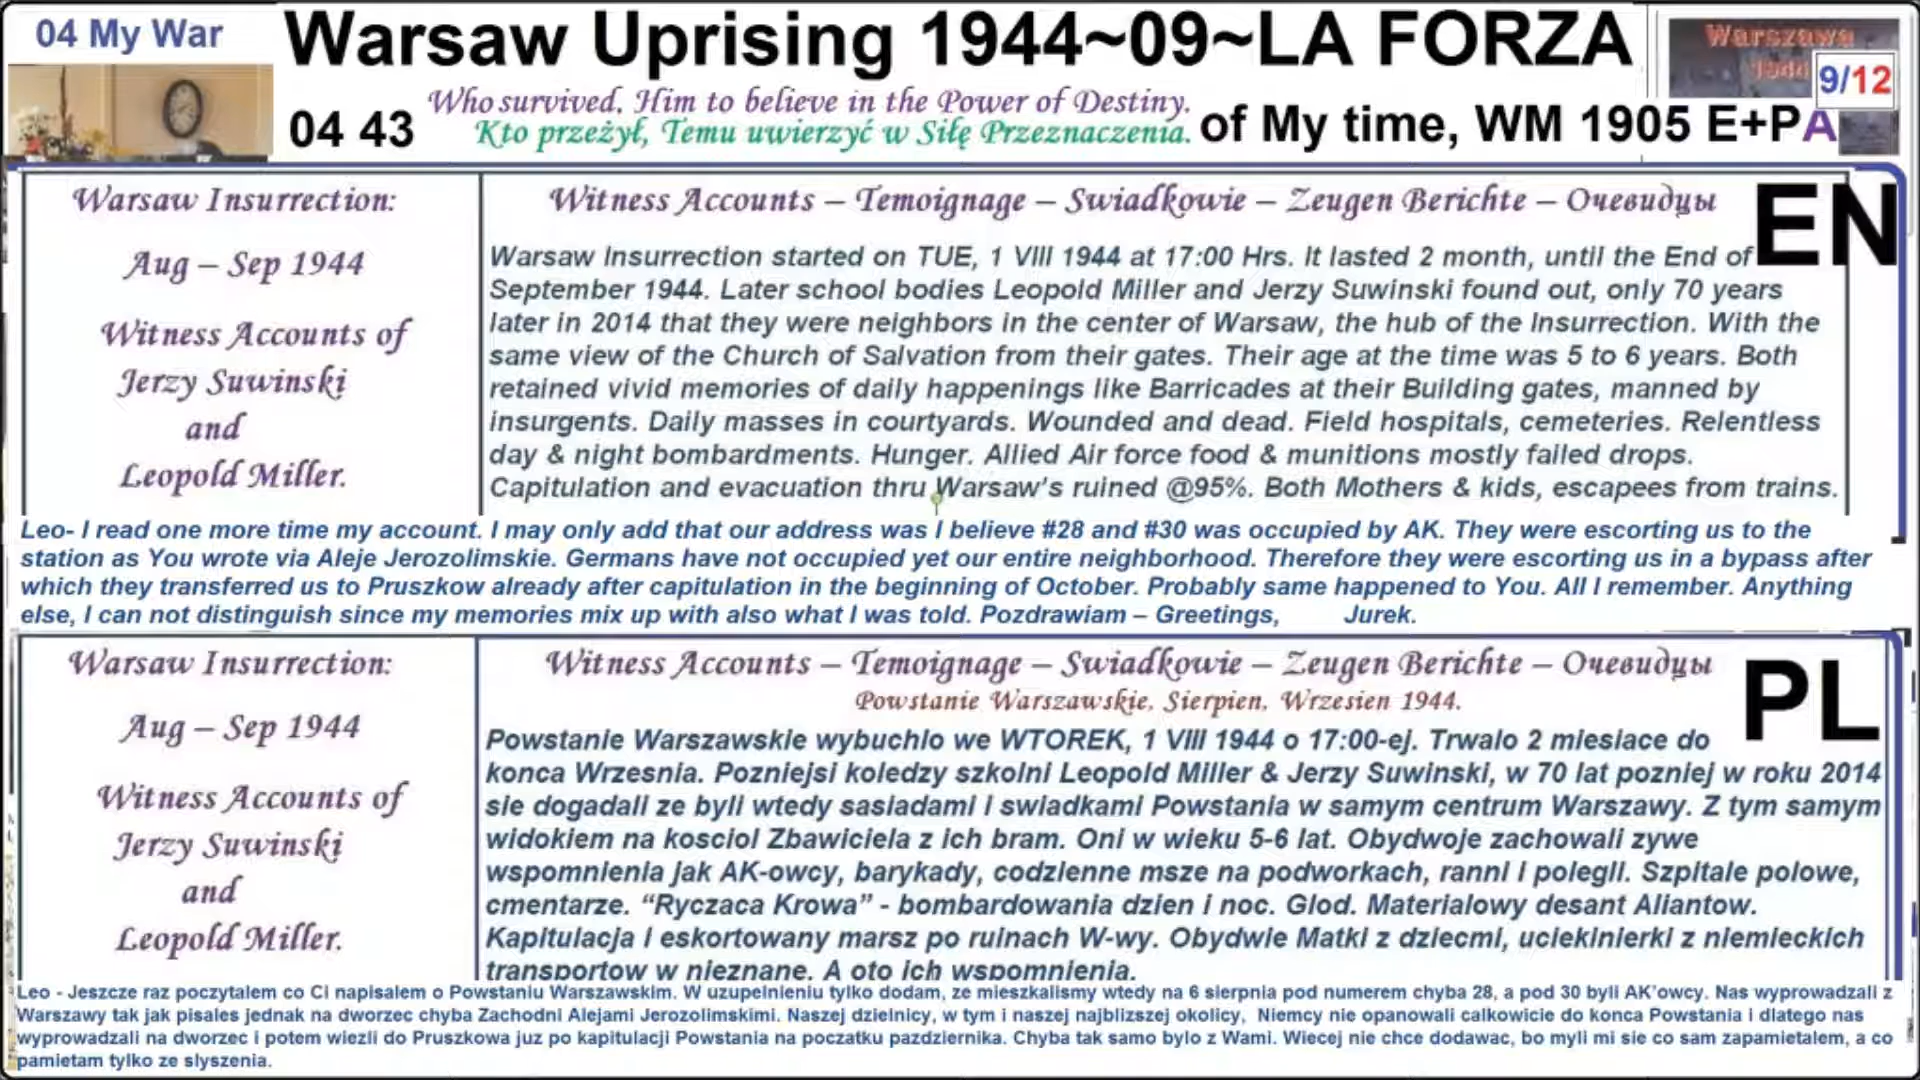 04 My War
Warsaw Uprising 1944~09~LA FORZA
Warszawa
1944
9/12
04 43
Who survived, Him to believe in the Power of Destiny.
Kto przeżył, Temu uwierzyć w Siłę Przeznaczenia.
of My time, WM 1905 E+PA
Warsaw Insurrection:
Aug – Sep 1944
Witness Accounts of
Jerzy Suwinski
and
Leopold Miller.
Witness Accounts – Temoignage – Swiadkowie – Zeugen Berichte – Очевидцы
EN
Warsaw Insurrection started on TUE, 1 VIII 1944 at 17:00 Hrs. It lasted 2 month, until the End of
September 1944. Later school bodies Leopold Miller and Jerzy Suwinski found out, only 70 years
later in 2014 that they were neighbors in the center of Warsaw, the hub of the Insurrection. With the
same view of the Church of Salvation from their gates. Their age at the time was 5 to 6 years. Both
retained vivid memories of daily happenings like Barricades at their Building gates, manned by
insurgents. Daily masses in courtyards. Wounded and dead. Field hospitals, cemeteries. Relentless
day & night bombardments. Hunger. Allied Air force food & munitions mostly failed drops.
Capitulation and evacuation thru Warsaw's ruined @95%. Both Mothers & kids, escapees from trains.
Leo- I read one more time my account. I may only add that our address was I believe #28 and #30 was occupied by AK. They were escorting us to the
station as You wrote via Aleje Jerozolimskie. Germans have not occupied yet our entire neighborhood. Therefore they were escorting us in a bypass after
which they transferred us to Pruszkow already after capitulation in the beginning of October. Probably same happened to You. All I remember. Anything
else, I can not distinguish since my memories mix up with also what I was told. Pozdrawiam – Greetings, Jurek.
Warsaw Insurrection:
Aug – Sep 1944
Witness Accounts of
Jerzy Suwinski
and
Leopold Miller.
Witness Accounts – Temoignage – Swiadkowie – Zeugen Berichte – Очевидцы
PL
Powstanie Warszawskie, Sierpien, Wrzesien 1944.
Powstanie Warszawskie wybuchlo we WTOREK, 1 VIII 1944 o 17:00-ej. Trwalo 2 miesiace do
konca Wrzesnia. Pozniejsi koledzy szkolni Leopold Miller & Jerzy Suwinski, w 70 lat pozniej w roku 2014
sie dogadali ze byli wtedy sasiadami i swiadkami Powstania w samym centrum Warszawy. Z tym samym
widokiem na kosciol Zbawiciela z ich bram. Oni w wieku 5-6 lat. Obydwoje zachowali zywe
wspomnienia jak AK-owcy, barykady, codzienne msze na podworkach, ranni i polegli. Szpitale polowe,
cmentarze. “Ryczaca Krowa” - bombardowania dzien i noc. Glod. Materialowy desant Aliantow.
Kapitulacja i eskortowany marsz po ruinach W-wy. Obydwie Matki z dziecmi, uciekinierki z niemieckich
transportow w nieznane. A oto ich wspomnienia.
Leo - Jeszcze raz poczytalem co Ci napisalem o Powstaniu Warszawskim. W uzupelnieniu tylko dodam, ze mieszkalismy wtedy na 6 sierpnia pod numerem chyba 28, a pod 30 byli AK'owcy. Nas wyprowadzali z
Warszawy tak jak pisales jednak na dworzec chyba Zachodni Alejami Jerozolimskimi. Naszej dzielnicy, w tym i naszej najblizszej okolicy, Niemcy nie opanowali calkowicie do konca Powstania i dlatego nas
wyprowadzali na dworzec i potem wiezli do Pruszkowa juz po kapitulacji Powstania na poczatku pazdziernika. Chyba tak samo bylo z Wami. Wiecej nie chce dodawac, bo myli mi sie co sam zapamietalem, a co
pamietam tylko ze slyszenia.